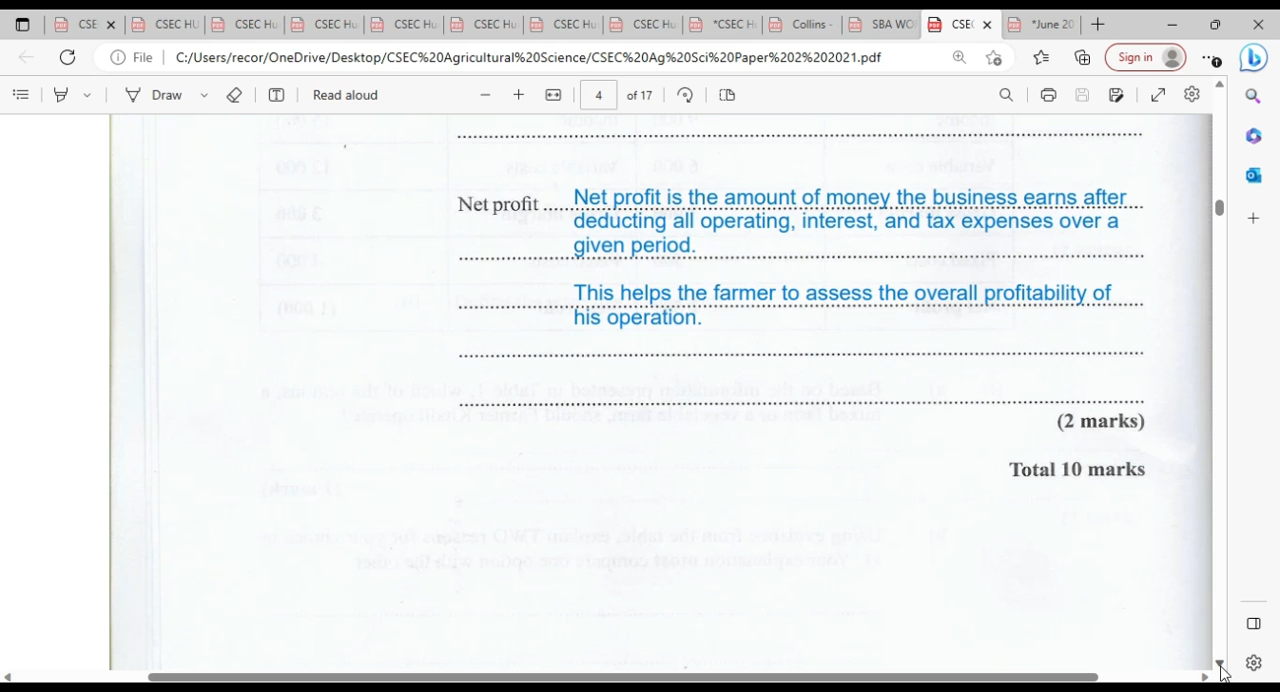 CSE
CSEC HU
CSEC Hu
CSEC Hu
CSEC Hu
CSEC Hu
CSEC Hu
CSEC Hu
*CSEC H
Collins -
SBA WO
CSEC
*June 20
File
C:/Users/recor/OneDrive/Desktop/CSEC%20Agricultural%20Science/CSEC%20Ag%20Sci%20Paper%202%202021.pdf
Sign in
Draw
Read aloud
4
of 17
Net profit
Net profit is the amount of money the business earns after
deducting all operating, interest, and tax expenses over a
given period.
This helps the farmer to assess the overall profitability of
his operation.
(2 marks)
Total 10 marks